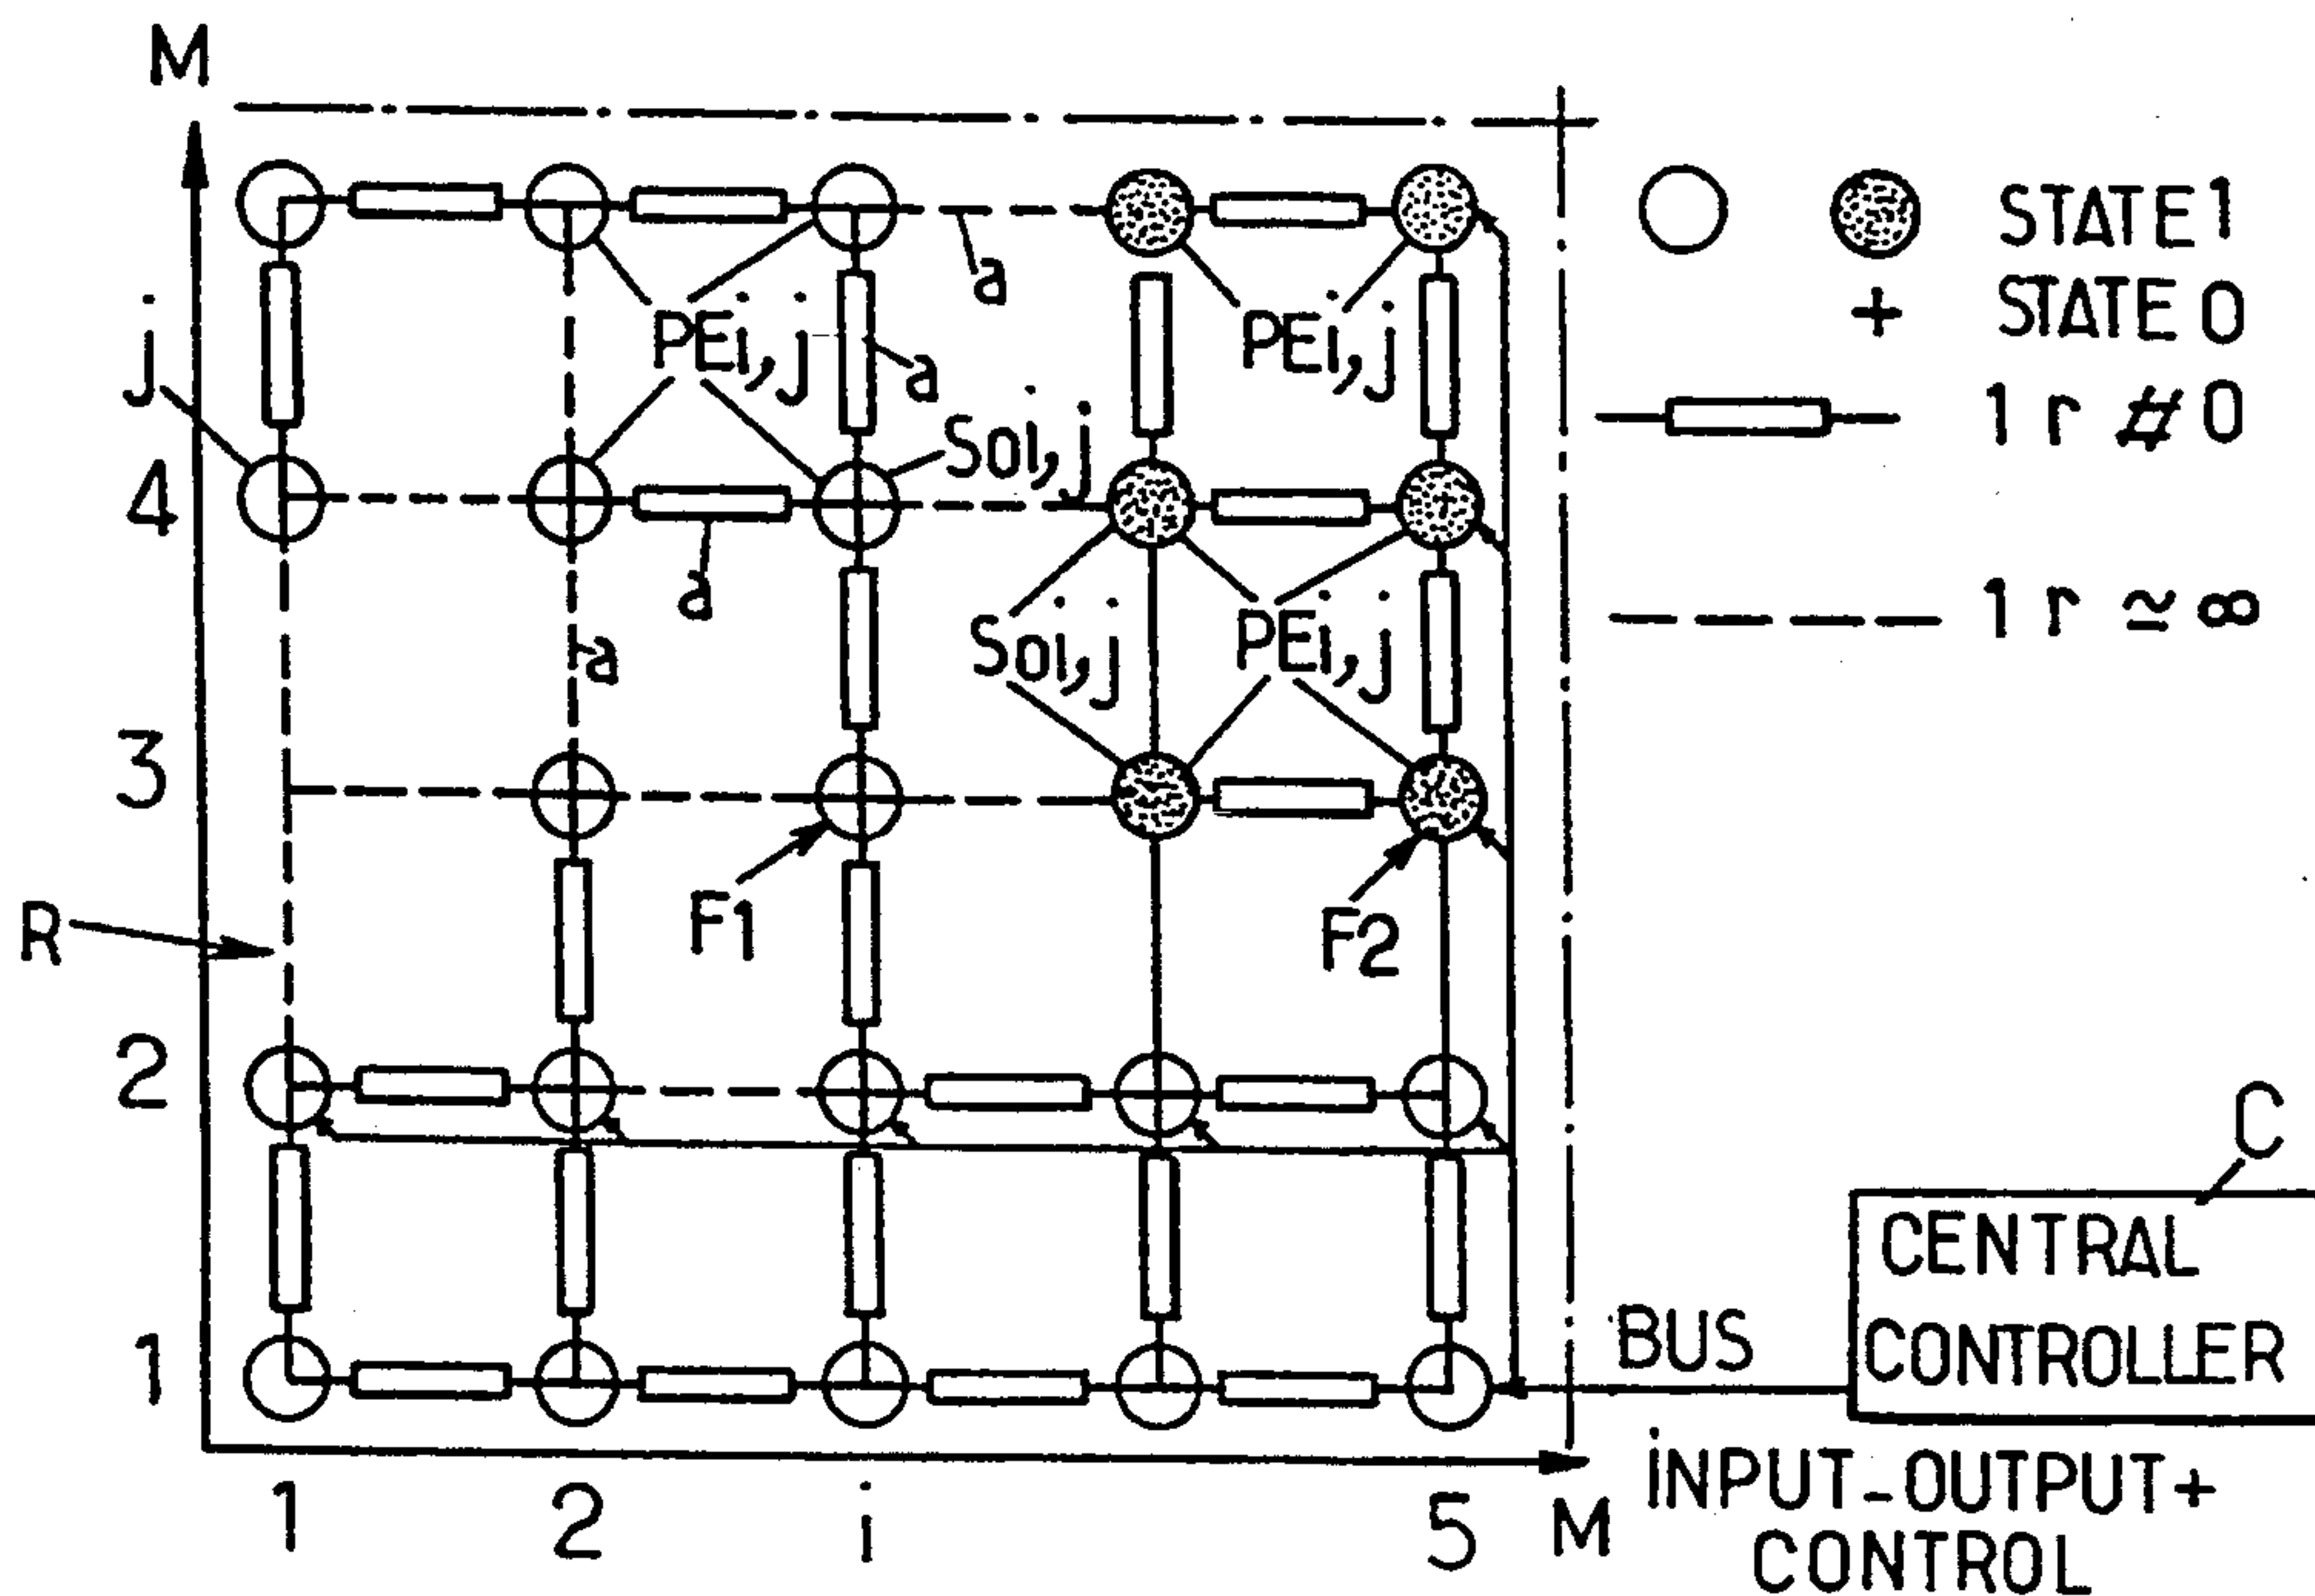 M
STATE 1
a
j
PEi,j
a
PEi,j
+ STATE 0
1 r # 0
Soi,j
4
a
1 r ≃ ∞
a
Soi,j
PEi,j
3
R
F1
F2
2
C
CENTRAL
CONTROLLER
BUS
1
1 2 i 5 M
INPUT-OUTPUT+
CONTROL